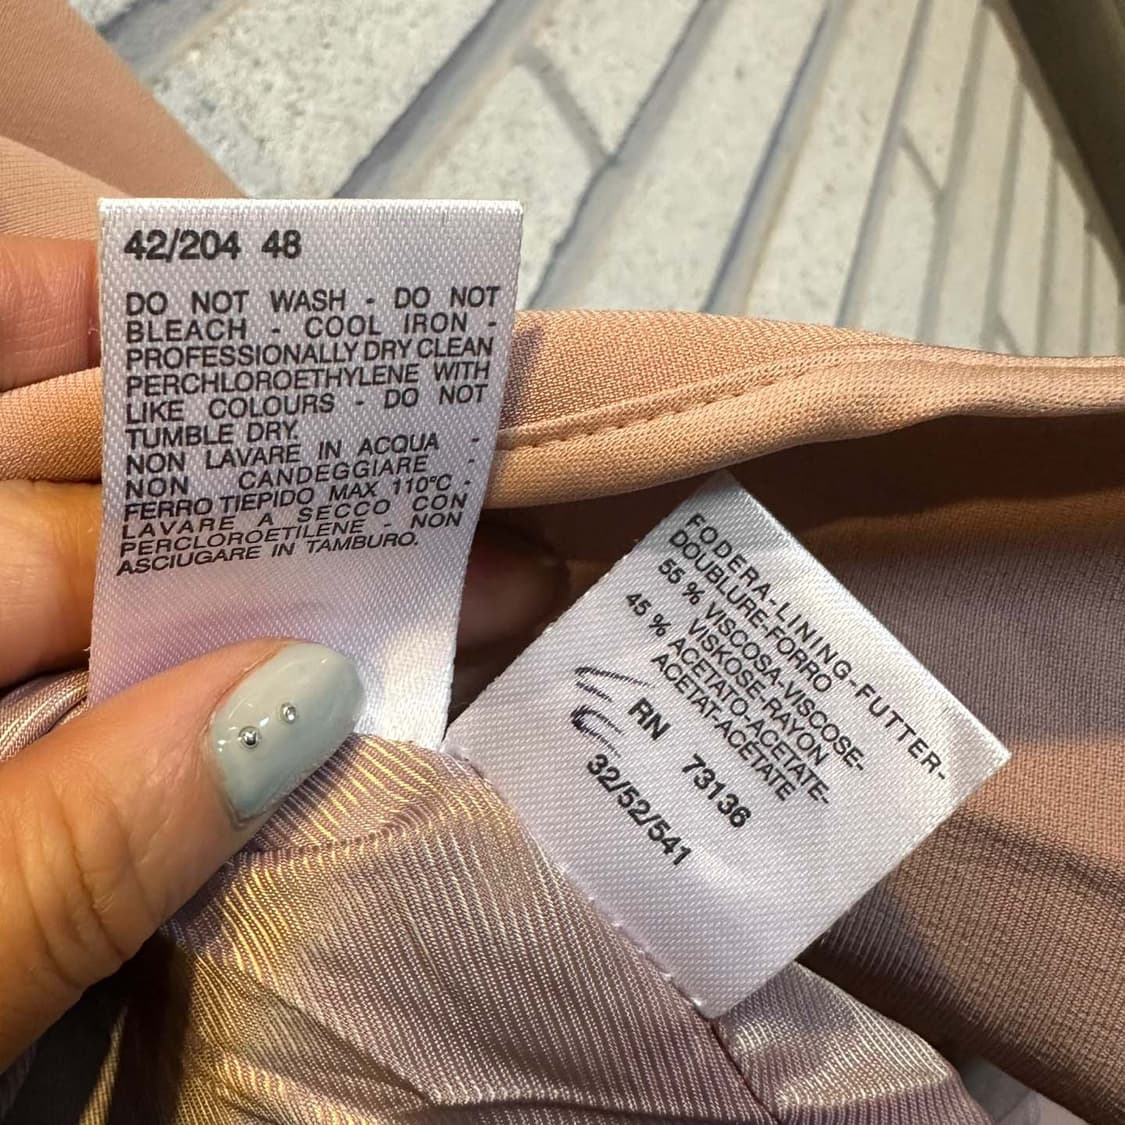 42/204 48
DO NOT WASH - DO NOT
BLEACH - COOL IRON -
PROFESSIONALLY DRY CLEAN
PERCHLOROETHYLENE WITH
LIKE COLOURS - DO NOT
TUMBLE DRY.
NON LAVARE IN ACQUA -
NON CANDEGGIARE -
FERRO TIEPIDO MAX 110°C -
LAVARE A SECCO CON
PERCLOROETILENE - NON
ASCIUGARE IN TAMBURO.
FODERA-LINING-FUTTER-
DOUBLURE-FORRO
55 % VISCOSA-VISCOSE-
VISKOSE-RAYON
45 % ACETATO-ACETATE-
ACETAT-ACÉTATE
RN 73136
32/52/541